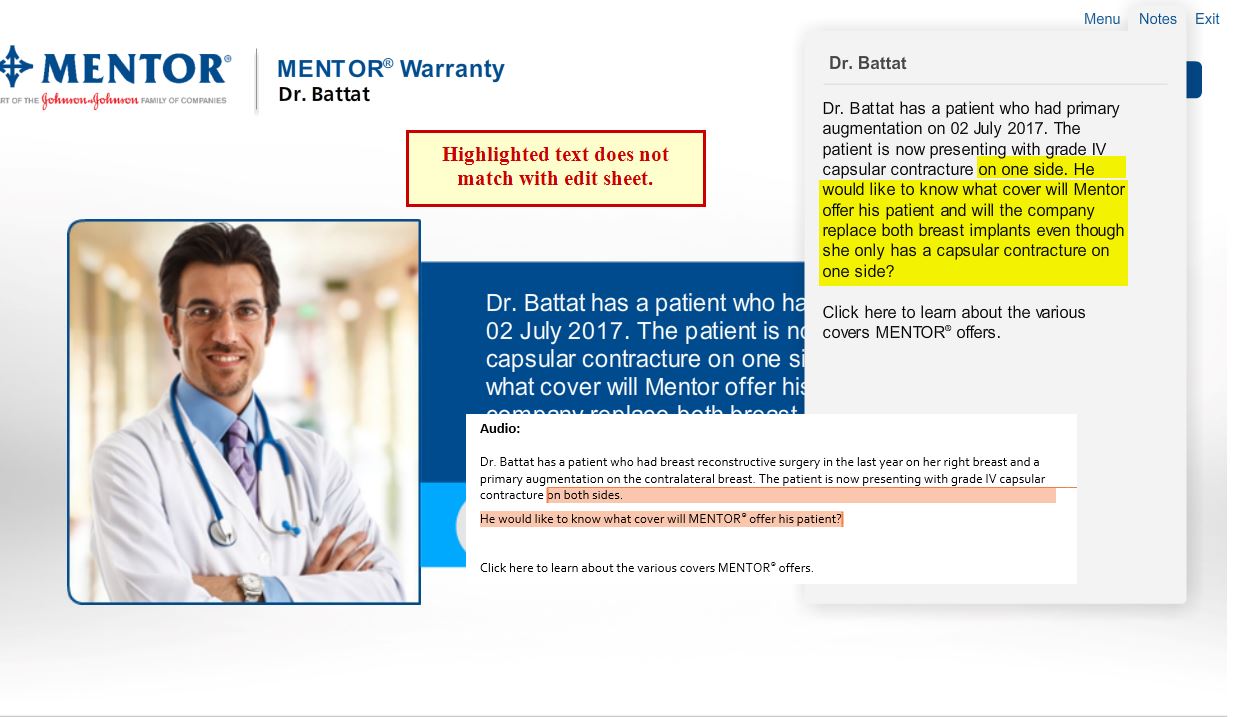 Menu Notes Exit
MENTOR®
RT OF THE Johnson & Johnson FAMILY OF COMPANIES
MENTOR® Warranty
Dr. Battat
Highlighted text does not
match with edit sheet.
Dr. Battat
Dr. Battat has a patient who had primary
augmentation on 02 July 2017. The
patient is now presenting with grade IV
capsular contracture on one side. He
would like to know what cover will Mentor
offer his patient and will the company
replace both breast implants even though
she only has a capsular contracture on
one side?
Click here to learn about the various
covers MENTOR® offers.
Dr. Battat has a patient who ha
02 July 2017. The patient is no
capsular contracture on one si
what cover will Mentor offer his
company replace both breast
Audio:
Dr. Battat has a patient who had breast reconstructive surgery in the last year on her right breast and a
primary augmentation on the contralateral breast. The patient is now presenting with grade IV capsular
contracture on both sides.
He would like to know what cover will MENTOR® offer his patient?
Click here to learn about the various covers MENTOR® offers.